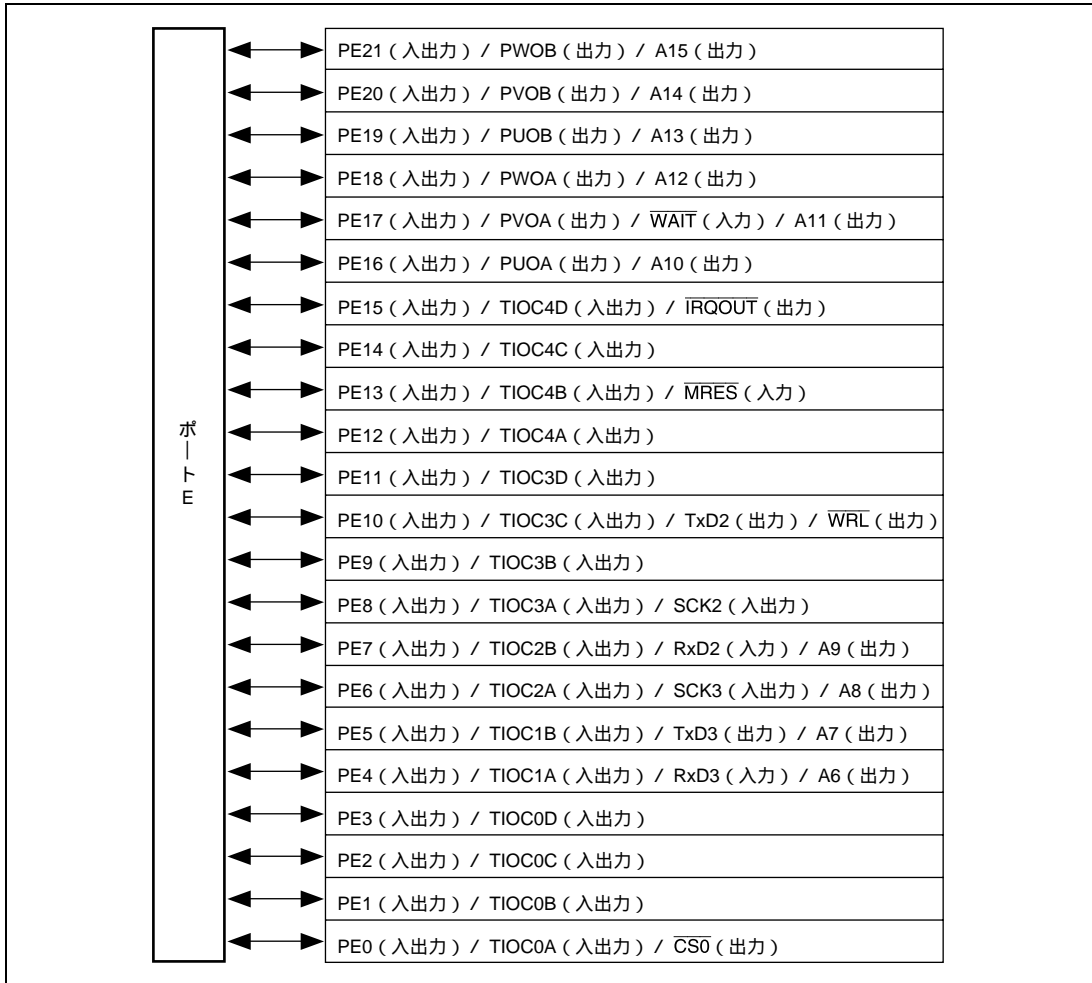 PE21（入出力）/ PWOB（出力）/ A15（出力）
PE20（入出力）/ PVOB（出力）/ A14（出力）
PE19（入出力）/ PUOB（出力）/ A13（出力）
PE18（入出力）/ PWOA（出力）/ A12（出力）
PE17（入出力）/ PVOA（出力）/ W̅A̅I̅T̅（入力）/ A11（出力）
PE16（入出力）/ PUOA（出力）/ A10（出力）
PE15（入出力）/ TIOC4D（入出力）/ I̅R̅Q̅O̅U̅T̅（出力）
PE14（入出力）/ TIOC4C（入出力）
PE13（入出力）/ TIOC4B（入出力）/ M̅R̅E̅S̅（入力）
ポートE
PE12（入出力）/ TIOC4A（入出力）
PE11（入出力）/ TIOC3D（入出力）
PE10（入出力）/ TIOC3C（入出力）/ TxD2（出力）/ W̅R̅L̅（出力）
PE9（入出力）/ TIOC3B（入出力）
PE8（入出力）/ TIOC3A（入出力）/ SCK2（入出力）
PE7（入出力）/ TIOC2B（入出力）/ RxD2（入力）/ A9（出力）
PE6（入出力）/ TIOC2A（入出力）/ SCK3（入出力）/ A8（出力）
PE5（入出力）/ TIOC1B（入出力）/ TxD3（出力）/ A7（出力）
PE4（入出力）/ TIOC1A（入出力）/ RxD3（入力）/ A6（出力）
PE3（入出力）/ TIOC0D（入出力）
PE2（入出力）/ TIOC0C（入出力）
PE1（入出力）/ TIOC0B（入出力）
PE0（入出力）/ TIOC0A（入出力）/ C̅S̅0̅（出力）